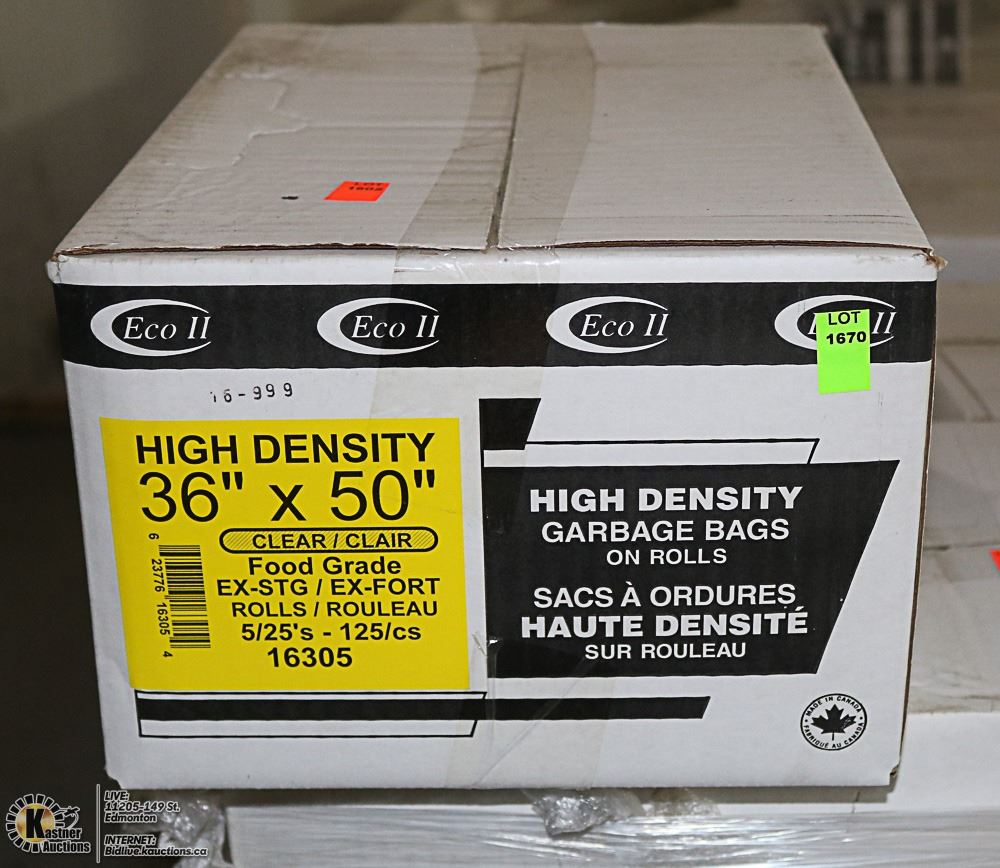 LOT
Eco II
Eco II
Eco II
II
LOT
1670
16-999
HIGH DENSITY
36" x 50"
CLEAR / CLAIR
Food Grade
EX-STG / EX-FORT
ROLLS / ROULEAU
5/25's - 125/cs
16305
6 23776 16305 4
HIGH DENSITY
GARBAGE BAGS
ON ROLLS
SACS À ORDURES
HAUTE DENSITÉ
SUR ROULEAU
MADE IN CANADA
FABRIQUÉ AU CANADA
Kastner
Auctions
LIVE:
11205-149 St.
Edmonton
INTERNET:
Bidlive.kauctions.ca